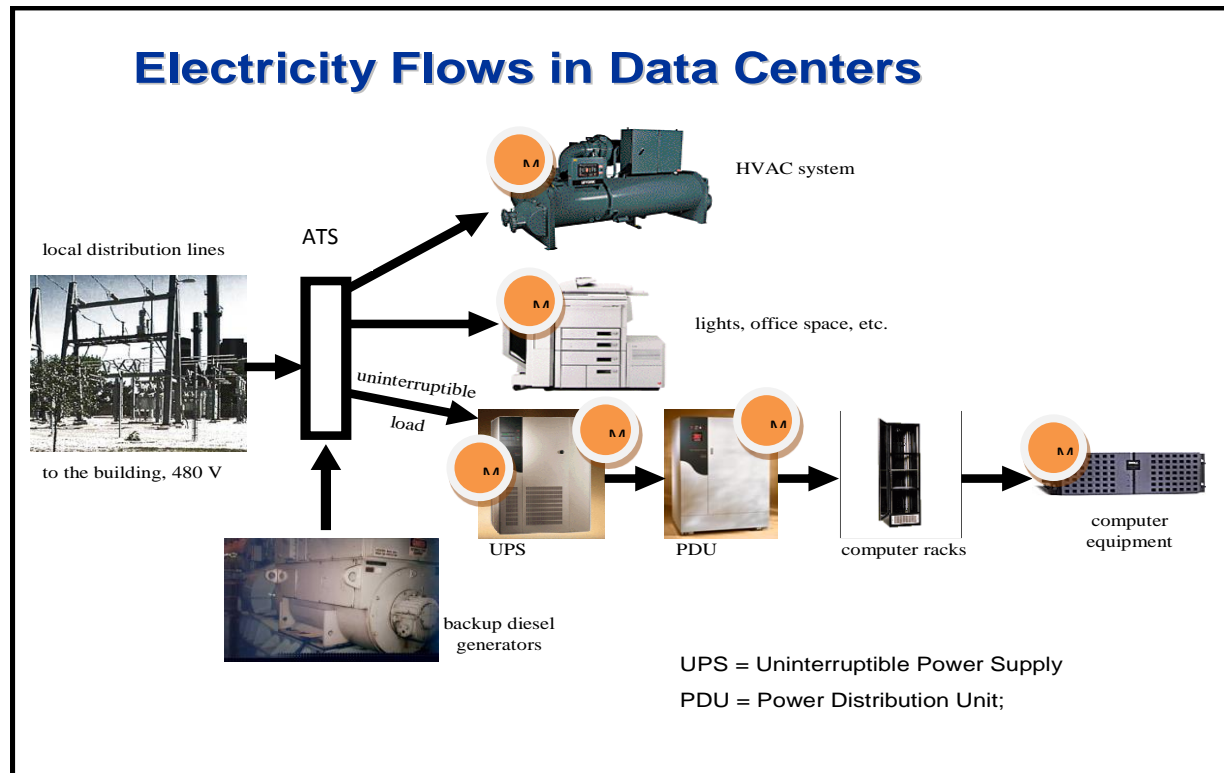 Electricity Flows in Data Centers
HVAC system
local distribution lines
ATS
lights, office space, etc.
uninterruptible
load
to the building, 480 V
UPS
PDU
computer racks
computer
equipment
backup diesel
generators
UPS = Uninterruptible Power Supply
PDU = Power Distribution Unit;